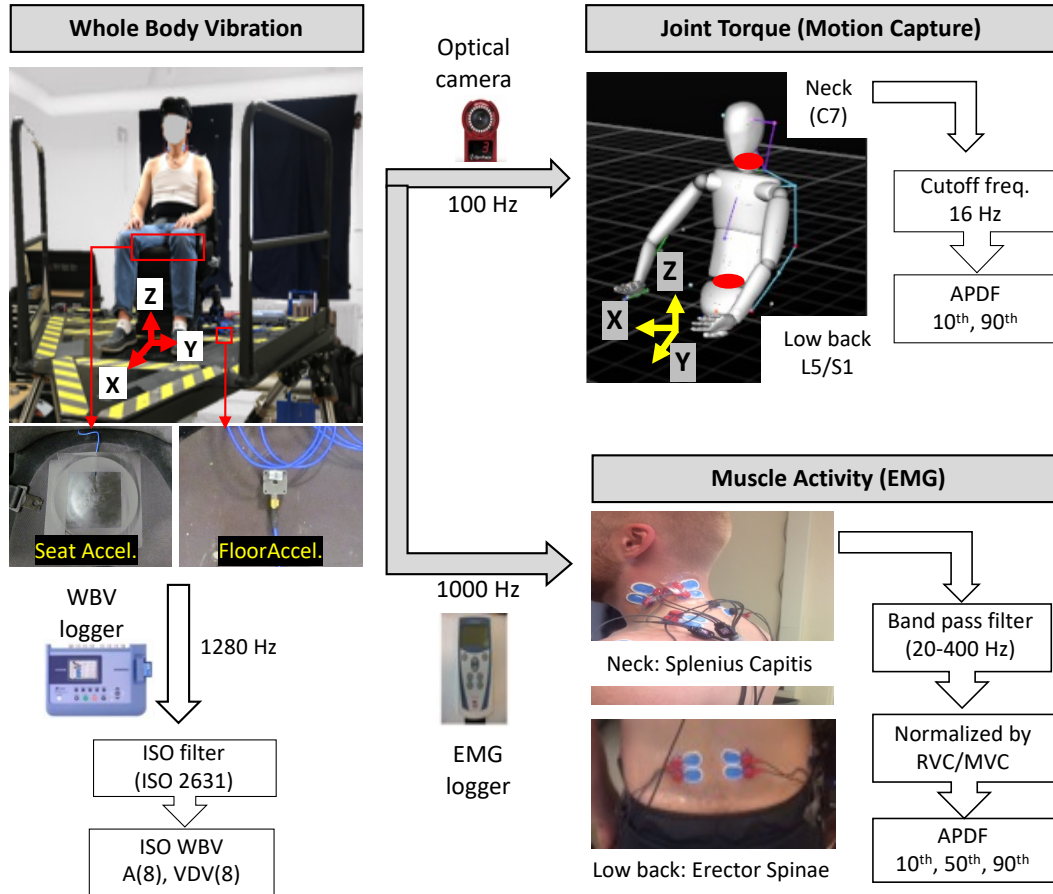 Whole Body Vibration
Z
Y
X
Seat Accel.
FloorAccel.
WBV
logger
1280 Hz
ISO filter
(ISO 2631)
ISO WBV
A(8), VDV(8)
Optical
camera
3
100 Hz
1000 Hz
EMG
logger
Joint Torque (Motion Capture)
Neck
(C7)
Z
X
Y
Low back
L5/S1
Cutoff freq.
16 Hz
APDF
10th, 90th
Muscle Activity (EMG)
Neck: Splenius Capitis
Low back: Erector Spinae
Band pass filter
(20-400 Hz)
Normalized by
RVC/MVC
APDF
10th, 50th, 90th